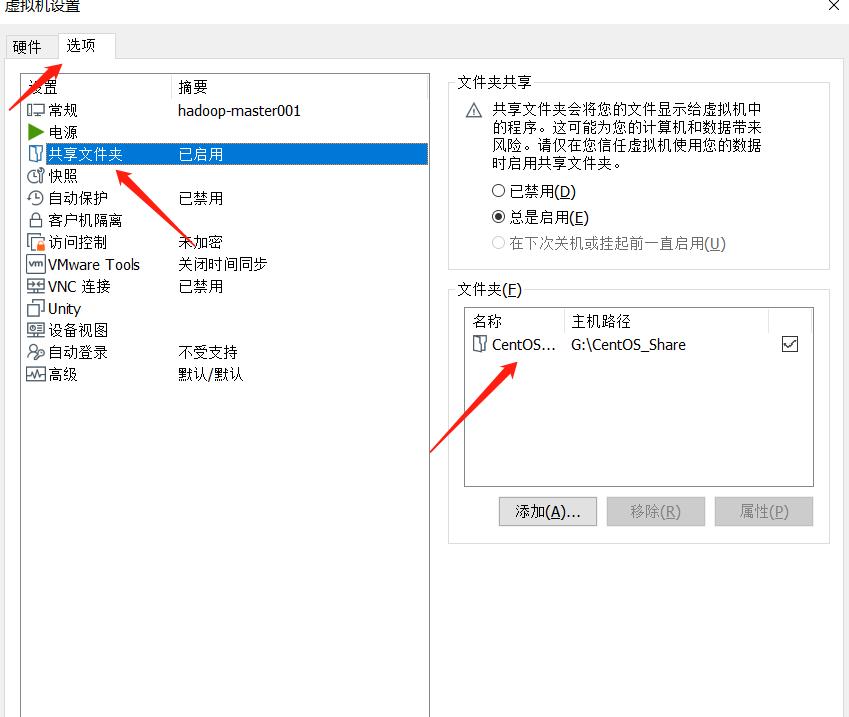 虚拟机设置
硬件
选项
设置
摘要
常规
hadoop-master001
电源
共享文件夹
已启用
快照
自动保护
已禁用
客户机隔离
访问控制
未加密
VMware Tools
关闭时间同步
VNC 连接
已禁用
Unity
设备视图
自动登录
不受支持
高级
默认/默认
文件夹共享
共享文件夹会将您的文件显示给虚拟机中
的程序。这可能为您的计算机和数据带来
风险。请仅在您信任虚拟机使用您的数据
时启用共享文件夹。
已禁用(D)
总是启用(E)
在下次关机或挂起前一直启用(U)
文件夹(F)
名称
主机路径
CentOS...
G:\CentOS_Share
添加(A)...
移除(R)
属性(P)